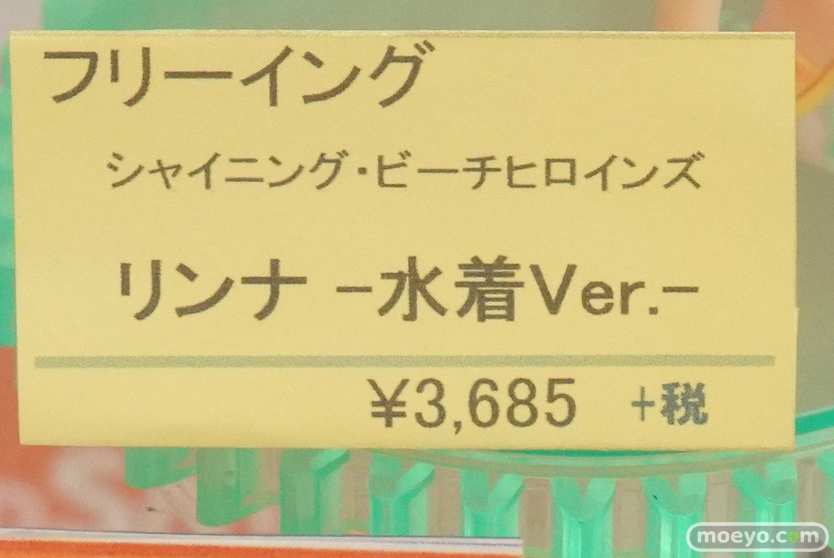 フリーイング
シャイニング・ビーチヒロインズ
リンナ -水着Ver.-
¥3,685 +税
moeyo.com